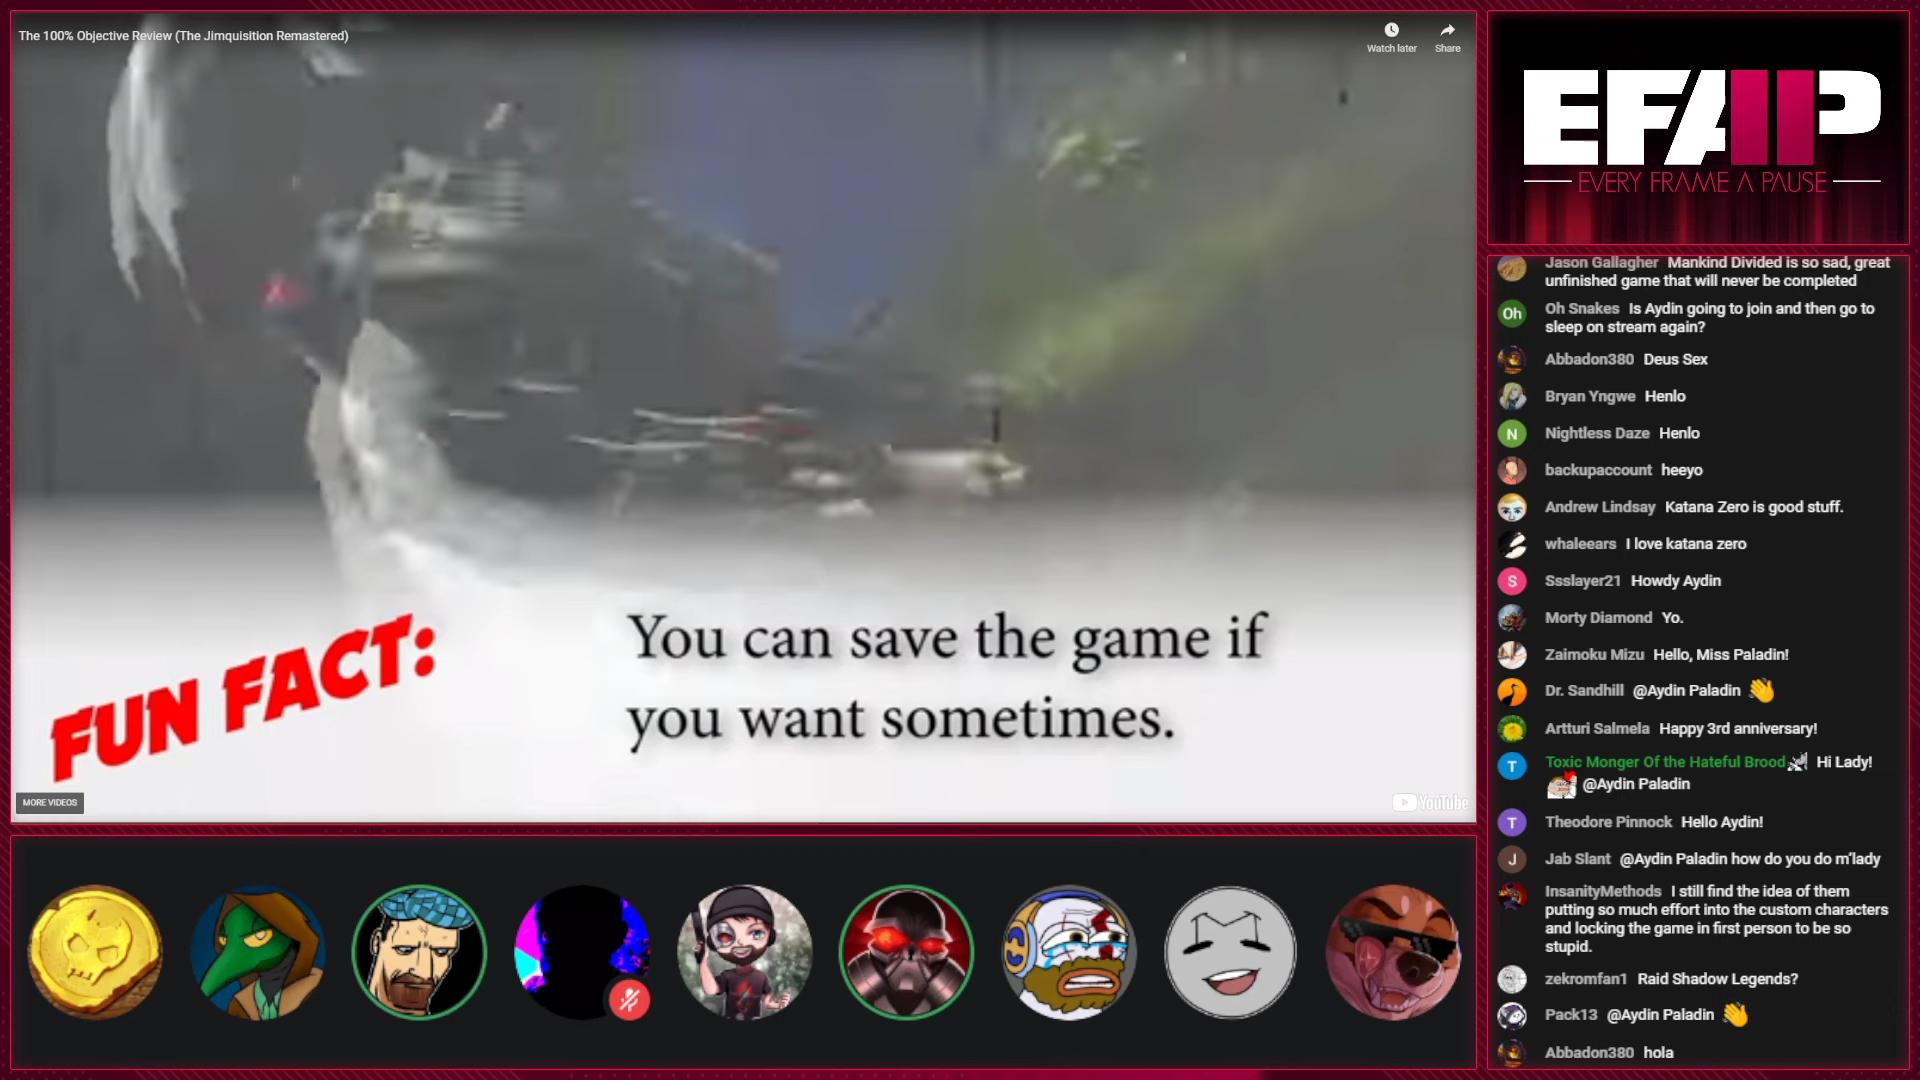 The 100% Objective Review (The Jimquisition Remastered)
Watch later
Share
FUN FACT:
You can save the game if
you want sometimes.
MORE VIDEOS
YouTube
EFAP
EVERY FRAME A PAUSE
Jason Gallagher Mankind Divided is so sad, great
unfinished game that will never be completed
Oh
Oh Snakes Is Aydin going to join and then go to
sleep on stream again?
Abbadon380 Deus Sex
Bryan Yngwe Henlo
N
Nightless Daze Henlo
backupaccount heeyo
Andrew Lindsay Katana Zero is good stuff.
whaleears I love katana zero
S
Ssslayer21 Howdy Aydin
Morty Diamond Yo.
Zaimoku Mizu Hello, Miss Paladin!
Dr. Sandhill @Aydin Paladin 👋
Artturi Salmela Happy 3rd anniversary!
T
Toxic Monger Of the Hateful Brood Hi Lady!
@Aydin Paladin
T
Theodore Pinnock Hello Aydin!
J
Jab Slant @Aydin Paladin how do you do m'lady
InsanityMethods I still find the idea of them
putting so much effort into the custom characters
and locking the game in first person to be so
stupid.
zekromfan1 Raid Shadow Legends?
Pack13 @Aydin Paladin 👋
Abbadon380 hola